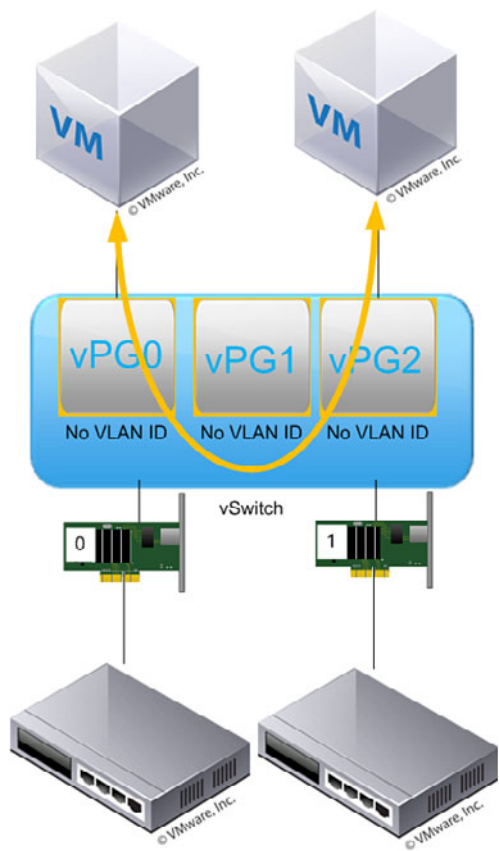 VM
© VMware, Inc.
VM
© VMware, Inc.
vPG0 vPG1 vPG2
No VLAN ID No VLAN ID No VLAN ID
vSwitch
0
1
© VMware, Inc.
© VMware, Inc.